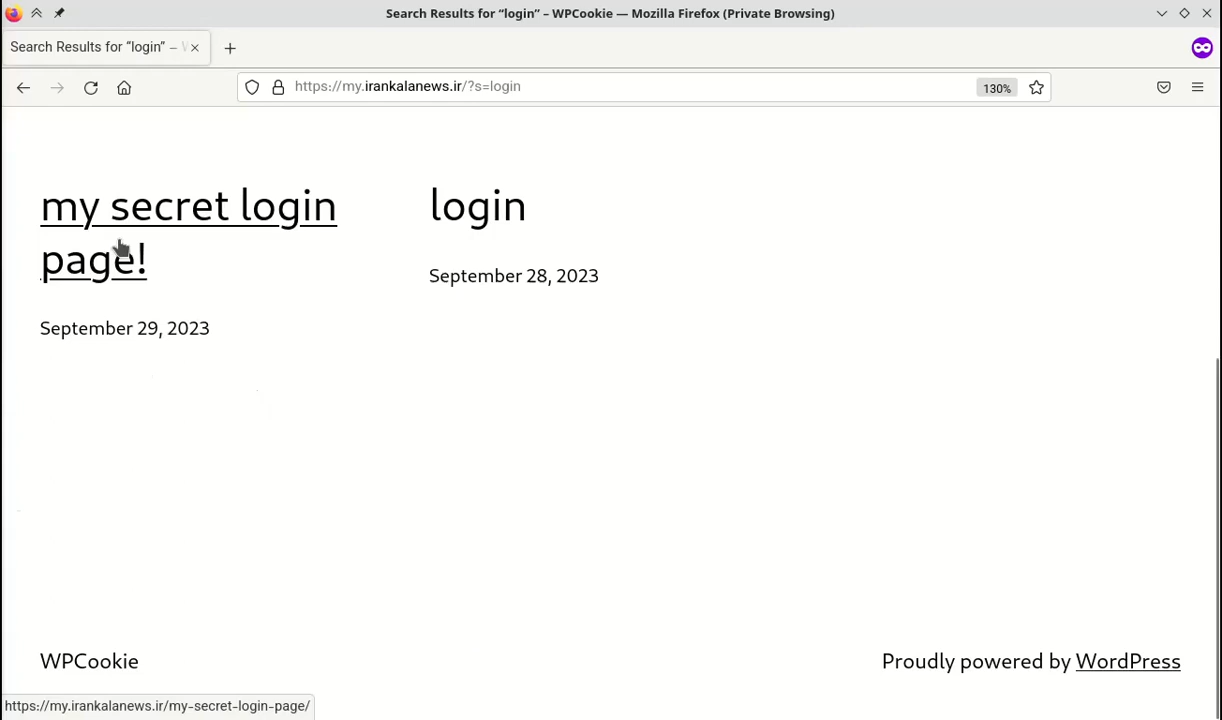 Search Results for “login” – WPCookie — Mozilla Firefox (Private Browsing)
Search Results for “login” –
https://my.irankalanews.ir/?s=login
130%
my secret login
page!
September 29, 2023
login
September 28, 2023
WPCookie
Proudly powered by WordPress
https://my.irankalanews.ir/my-secret-login-page/